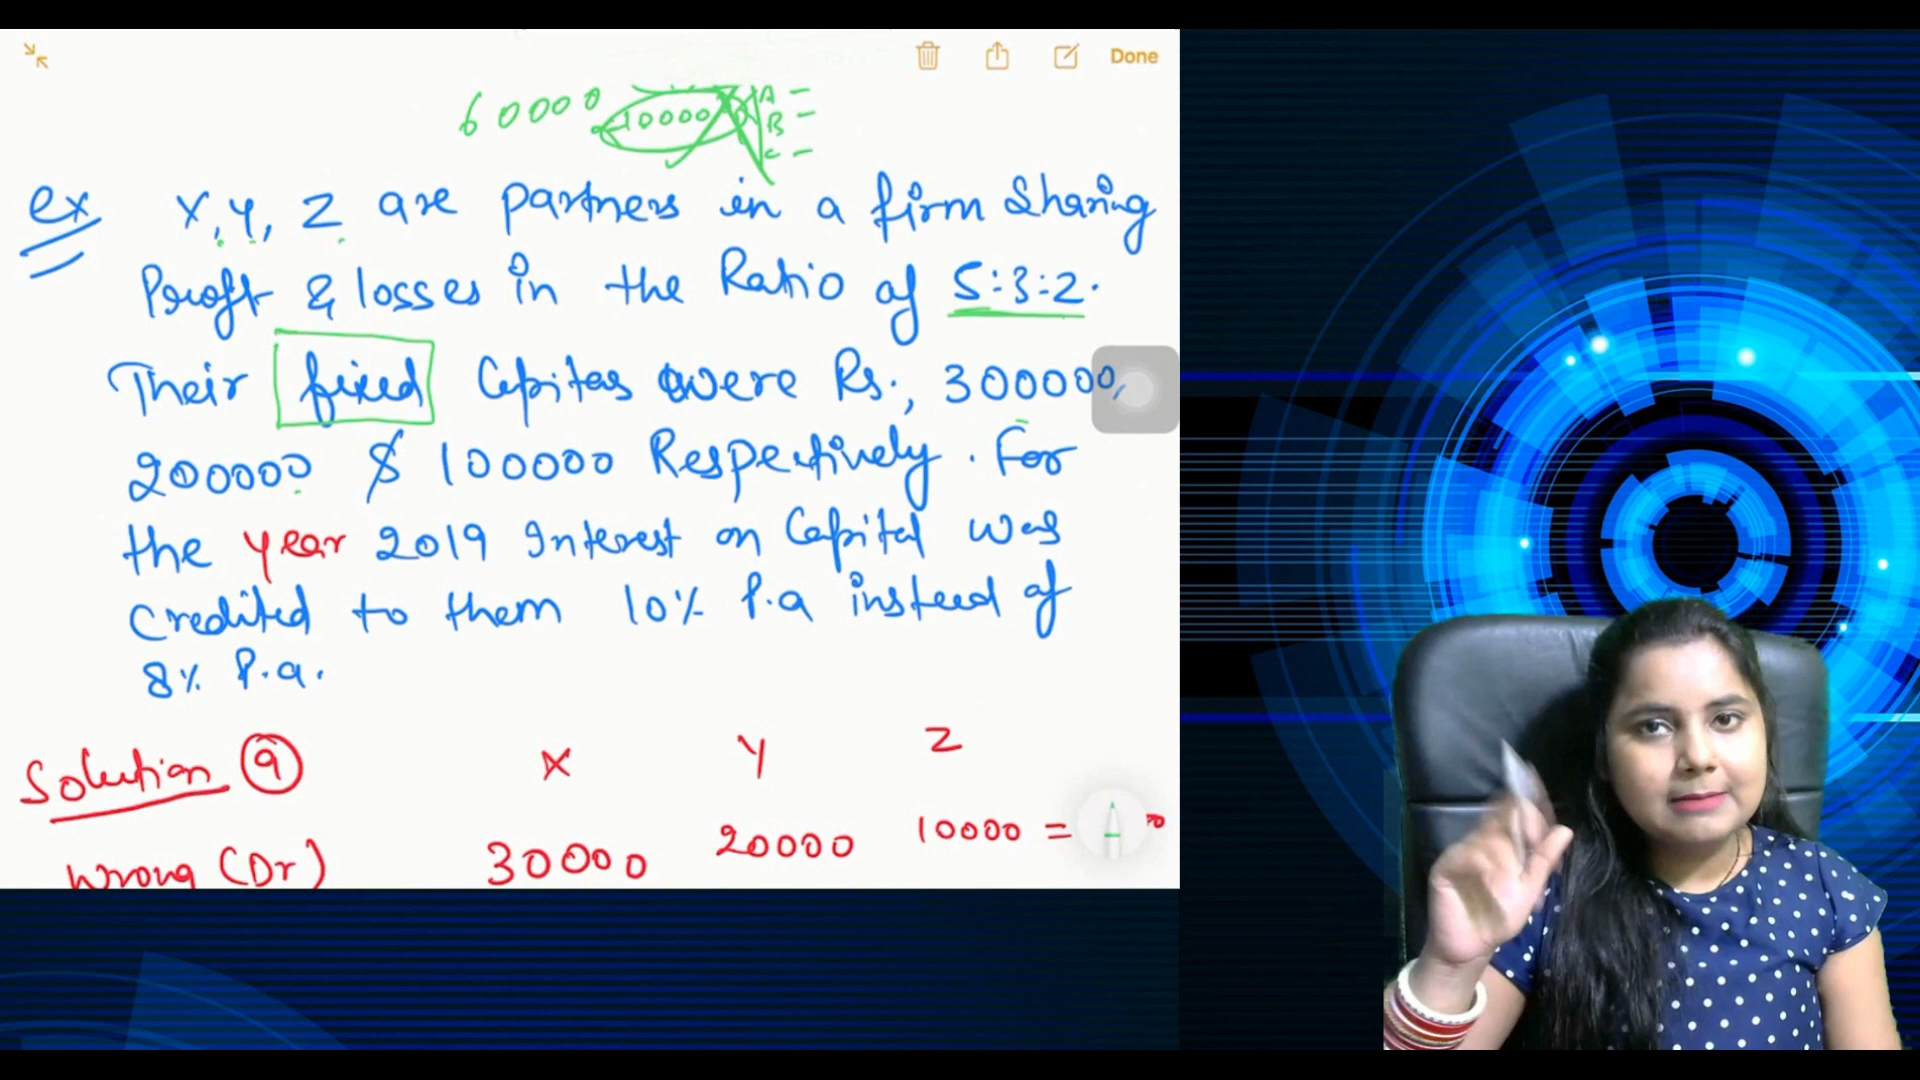 Done
60000 10000 A -
B -
C -
ex X, Y, Z are partners in a firm Sharing
Profit & losses in the Ratio of 5:3:2.
Their fixed Capitas were Rs., 300000,
200000 $ 100000 Respectively. For
the year 2019 Interest on Capital was
Credited to them 10% P.a instead of
8% P.a.
Solution X Y Z
Wrong (Dr) 30000 20000 10000 =